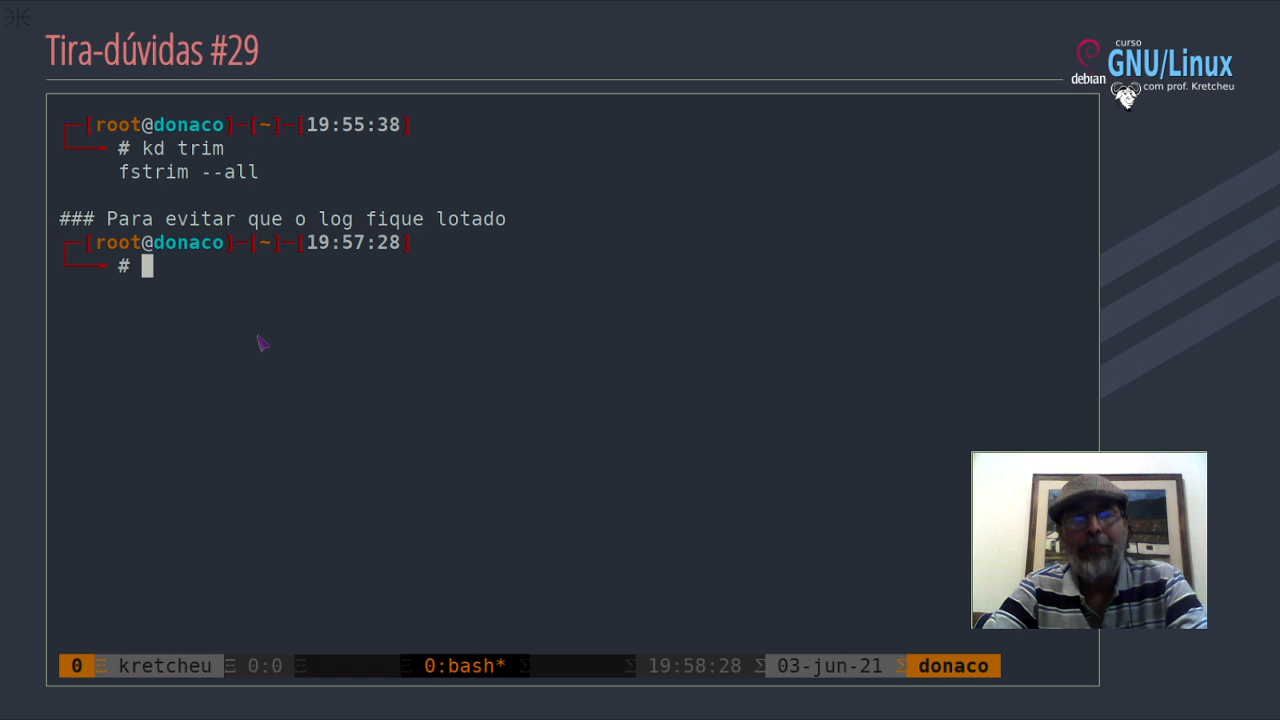 Tira-dúvidas #29
curso
GNU/Linux
debian
com prof. Kretcheu
[root@donaco]-[~]-[19:55:38]
# kd trim
fstrim --all
### Para evitar que o log fique lotado
[root@donaco]-[~]-[19:57:28]
#
0 Ξ kretcheu Ξ 0:0 Ξ 0:bash* Σ Σ 19:58:28 Σ 03-jun-21 Σ donaco